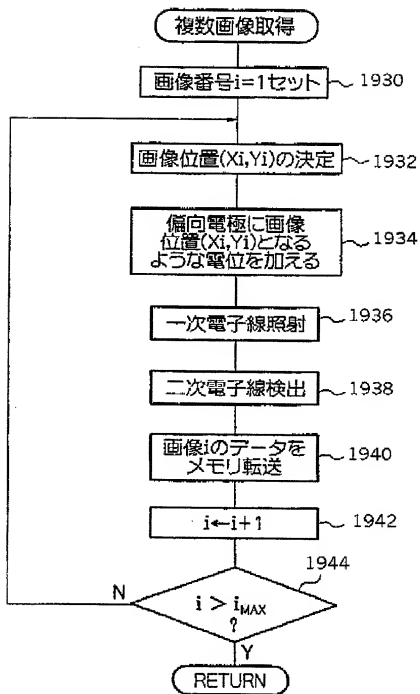 複数画像取得
画像番号i=1セット
1930
画像位置(Xi,Yi)の決定
1932
偏向電極に画像
位置(Xi,Yi)となる
ような電位を加える
1934
一次電子線照射
1936
二次電子線検出
1938
画像iのデータを
メモリ転送
1940
i←i+1
1942
1944
N
i > iMAX
?
Y
RETURN